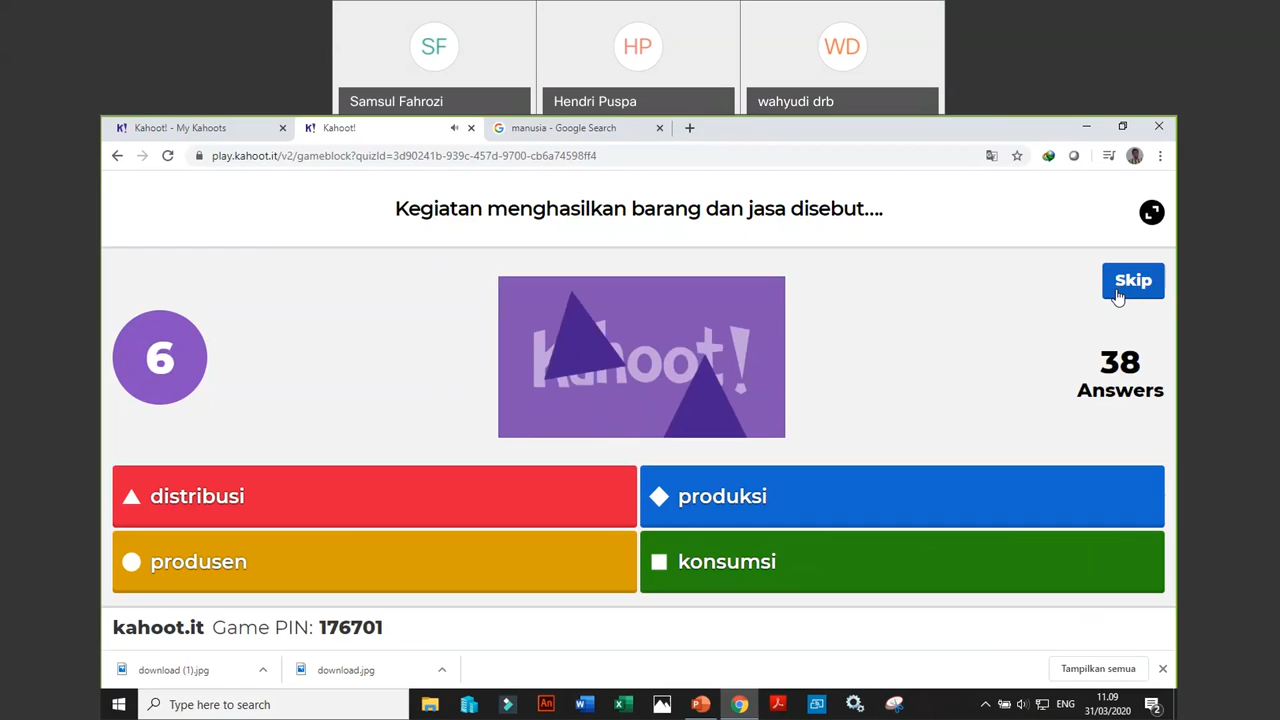 SF
HP
WD
Samsul Fahrozi
Hendri Puspa
wahyudi drb
K! Kahoot! - My Kahoots
K! Kahoot!
manusia - Google Search
play.kahoot.it/v2/gameblock?quizId=3d90241b-939c-457d-9700-cb6a74598ff4
Kegiatan menghasilkan barang dan jasa disebut....
Skip
6
kahoot!
38
Answers
distribusi
produksi
produsen
konsumsi
kahoot.it Game PIN: 176701
download (1).jpg
download.jpg
Tampilkan semua
Type here to search
An
ENG
11.09
31/03/2020
2